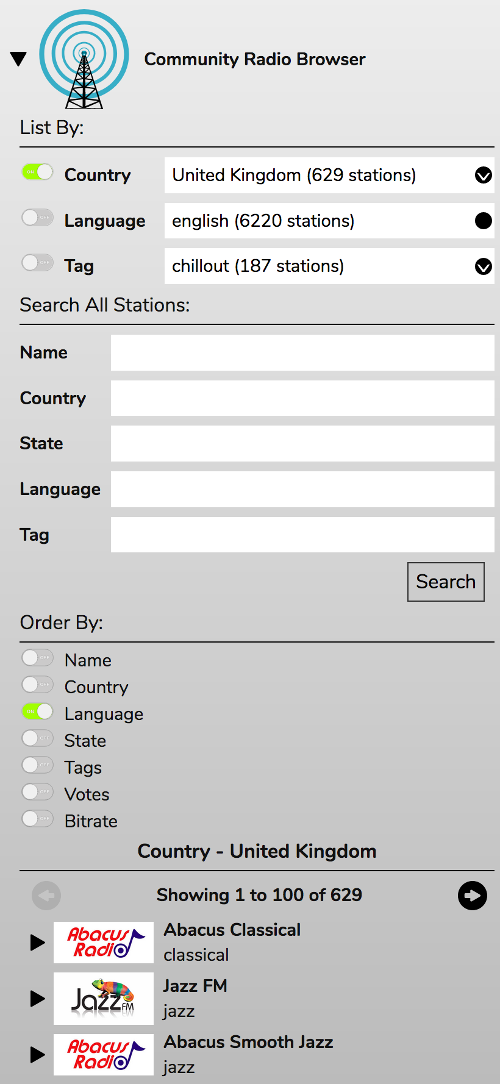 Community Radio Browser
List By:
Country United Kingdom (629 stations)
Language english (6220 stations)
Tag chillout (187 stations)
Search All Stations:
Name
Country
State
Language
Tag
Search
Order By:
Name
Country
Language
State
Tags
Votes
Bitrate
Country - United Kingdom
Showing 1 to 100 of 629
Abacus Radio Abacus Classical
classical
Jazz FM Jazz FM
jazz
Abacus Radio Abacus Smooth Jazz
jazz